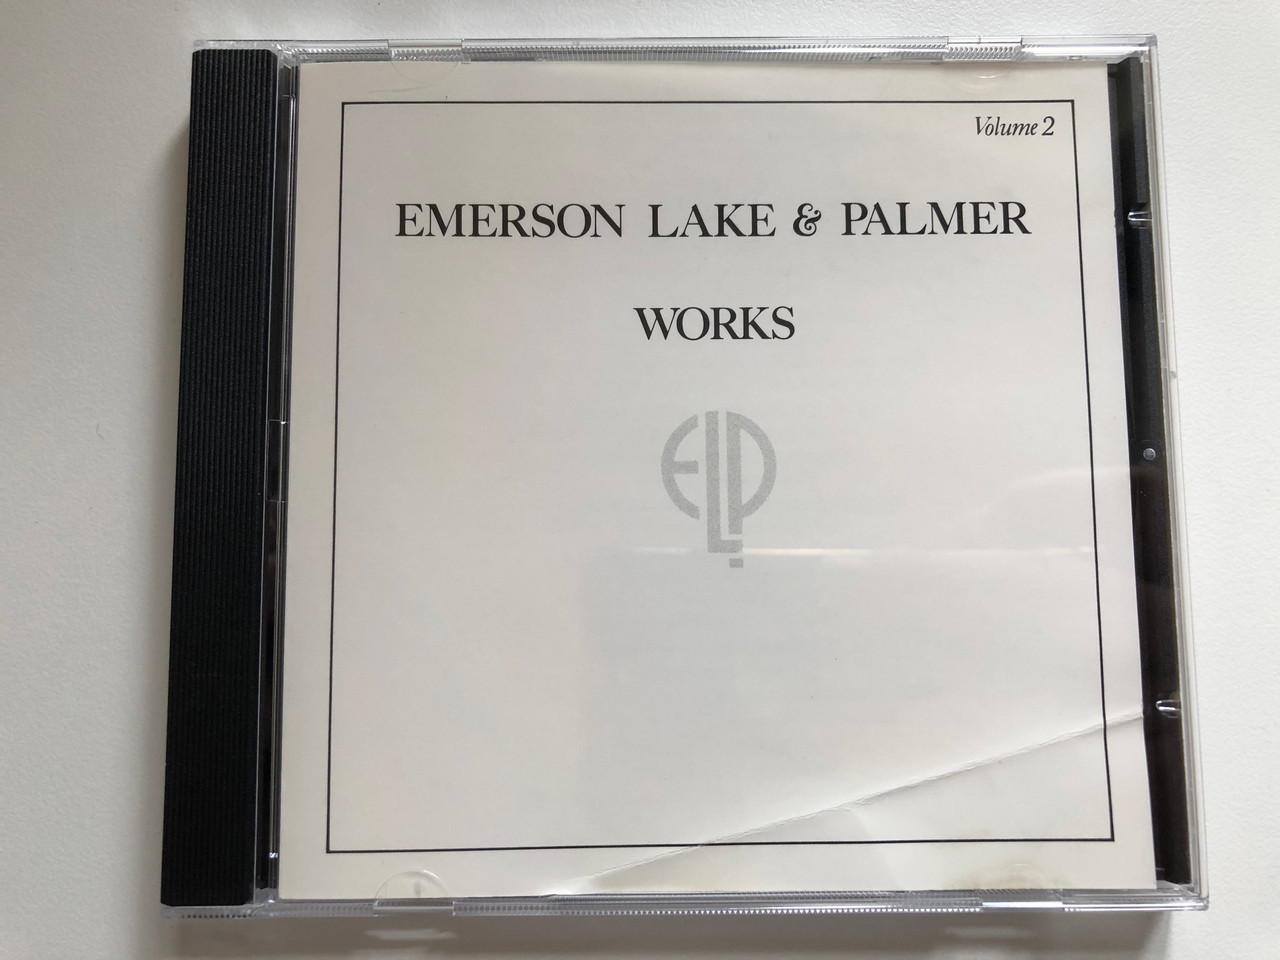 Volume 2
EMERSON LAKE & PALMER
WORKS
ELP